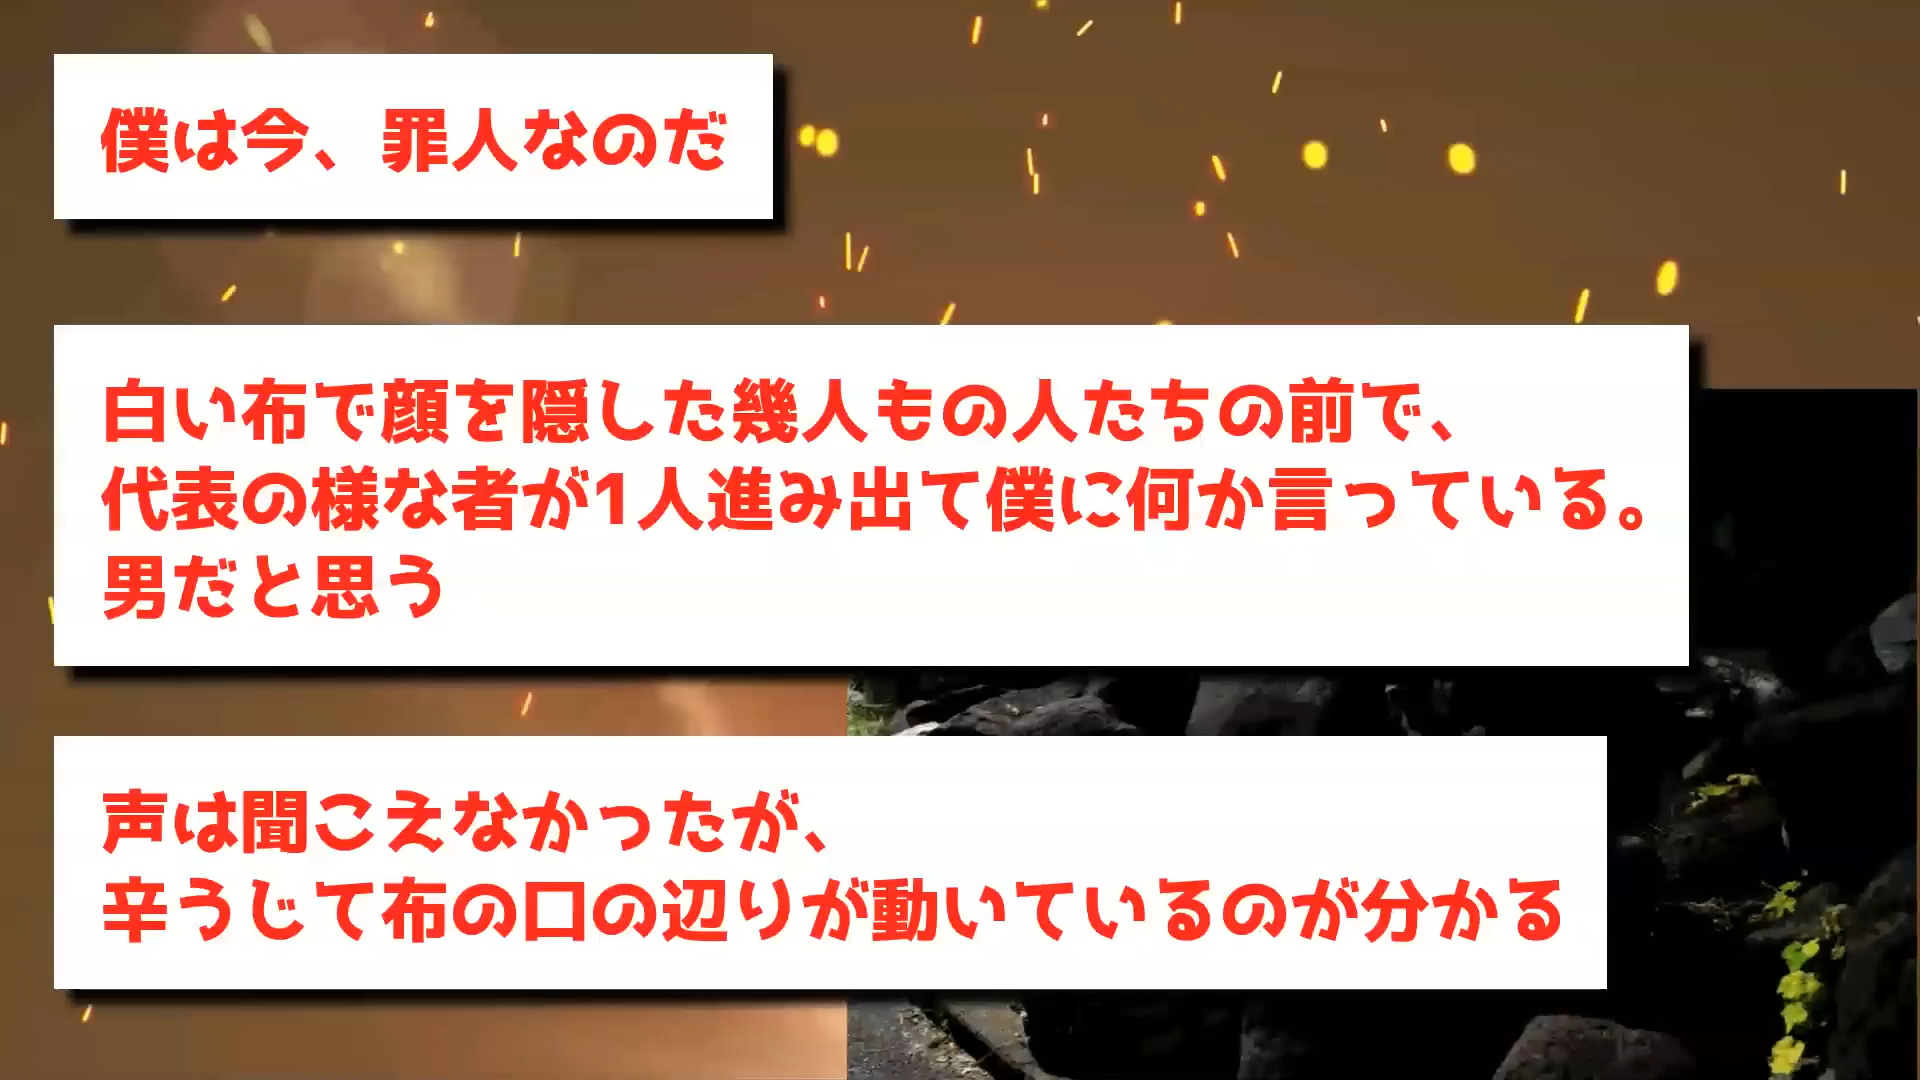 僕は今、罪人なのだ
白い布で顔を隠した幾人もの人たちの前で、
代表の様な者が1人進み出て僕に何か言っている。
男だと思う
声は聞こえなかったが、
辛うじて布の口の辺りが動いているのが分かる